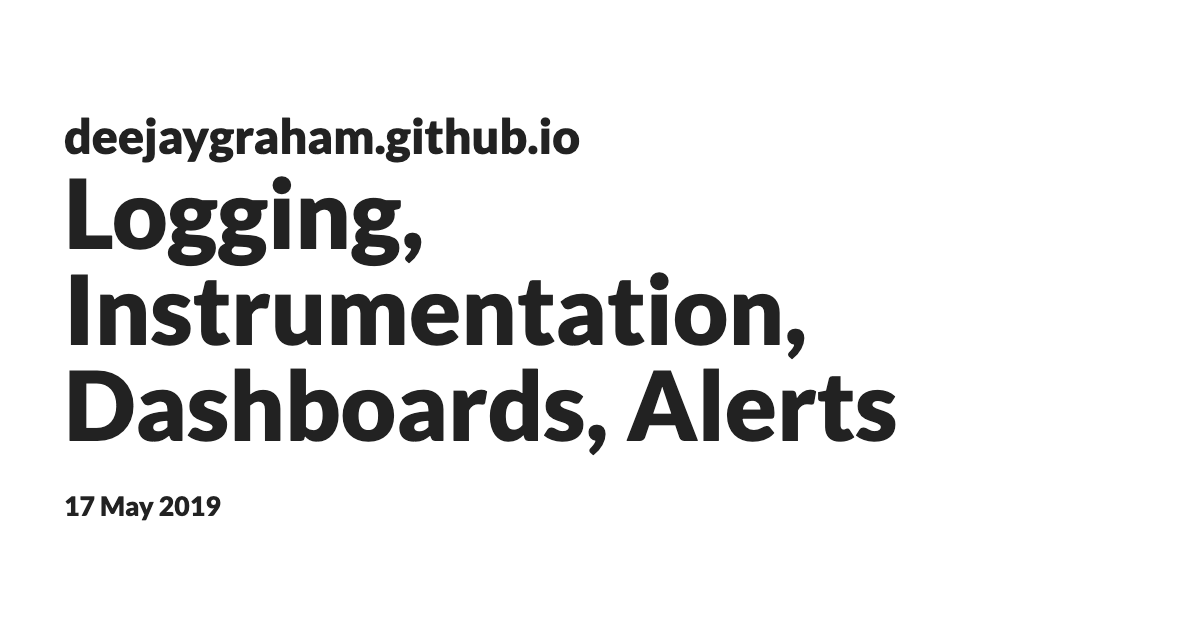 deejaygraham.github.io
Logging,
Instrumentation,
Dashboards, Alerts
17 May 2019